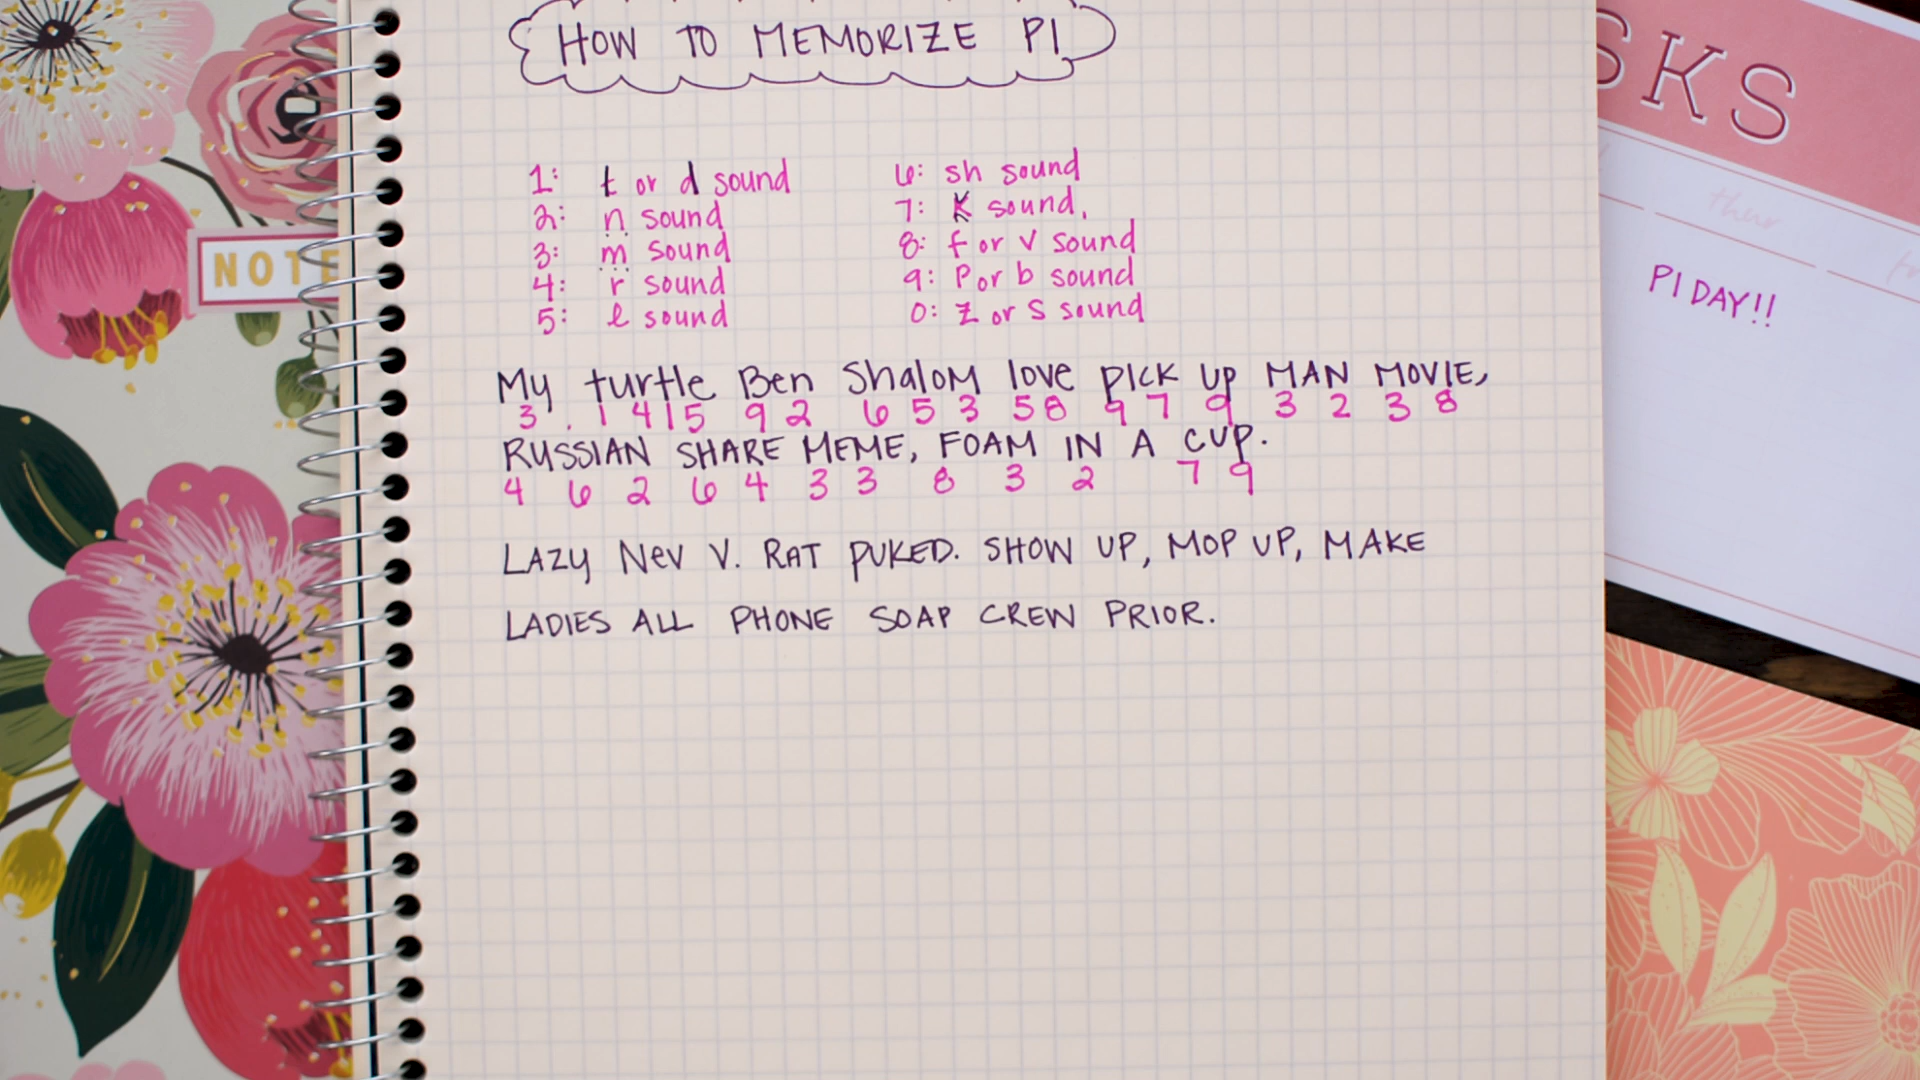 HOW TO MEMORIZE PI
1: t or d sound
2: n sound
3: m sound
4: r sound
5: l sound
6: sh sound
7: K sound.
8: f or v sound
9: P or b sound
0: Z or S sound
My turtle Ben Shalom love PICK UP MAN MOVIE,
3 . 1 4 1 5 9 2 6 5 3 5 8 9 7 9 3 2 3 8
RUSSIAN SHARE MEME, FOAM IN A CUP.
4 6 2 6 4 3 3 8 3 2 7 9
LAZY NeV V. RAT PUKED. SHOW UP, MOP UP, MAKE
LADIES ALL PHONE SOAP CREW PRIOR.
NOTE
SKS
thur
PI DAY!!